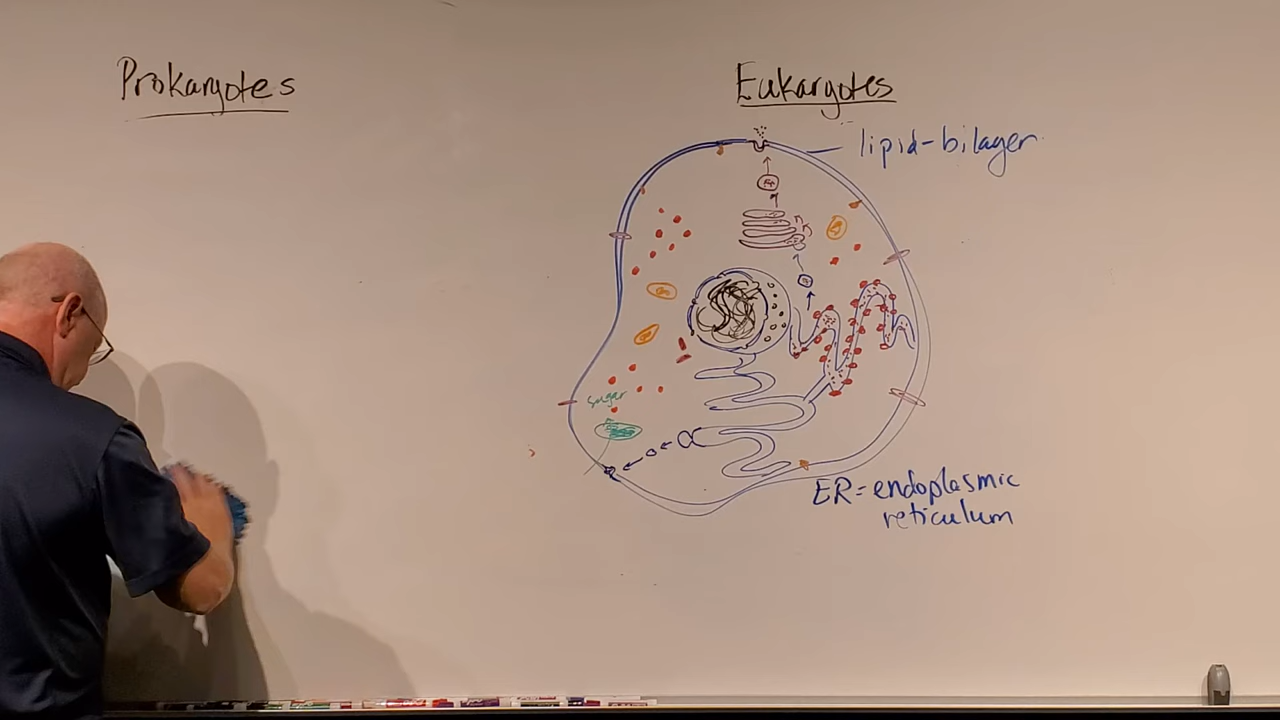 Prokaryotes
Eukaryotes
lipid-bilayer
sugar
ER=endoplasmic
reticulum